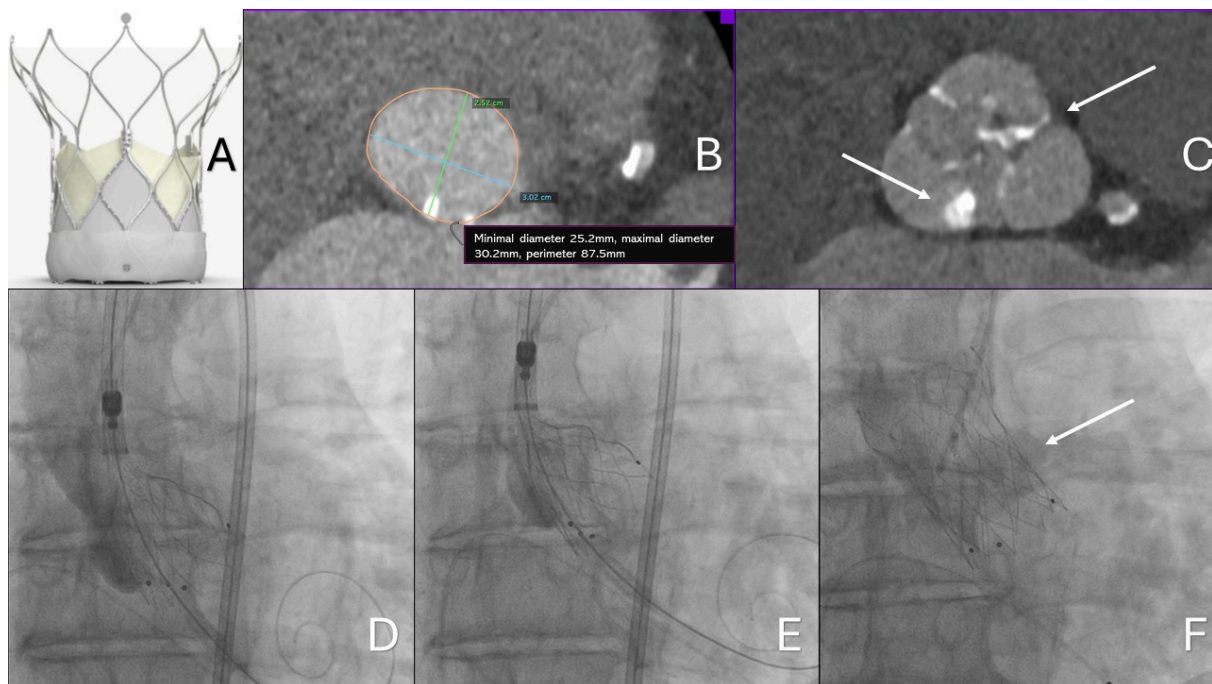 A
2.52 cm
3.02 cm
B
Minimal diameter 25.2mm, maximal diameter
30.2mm, perimeter 87.5mm
C
D
E
F